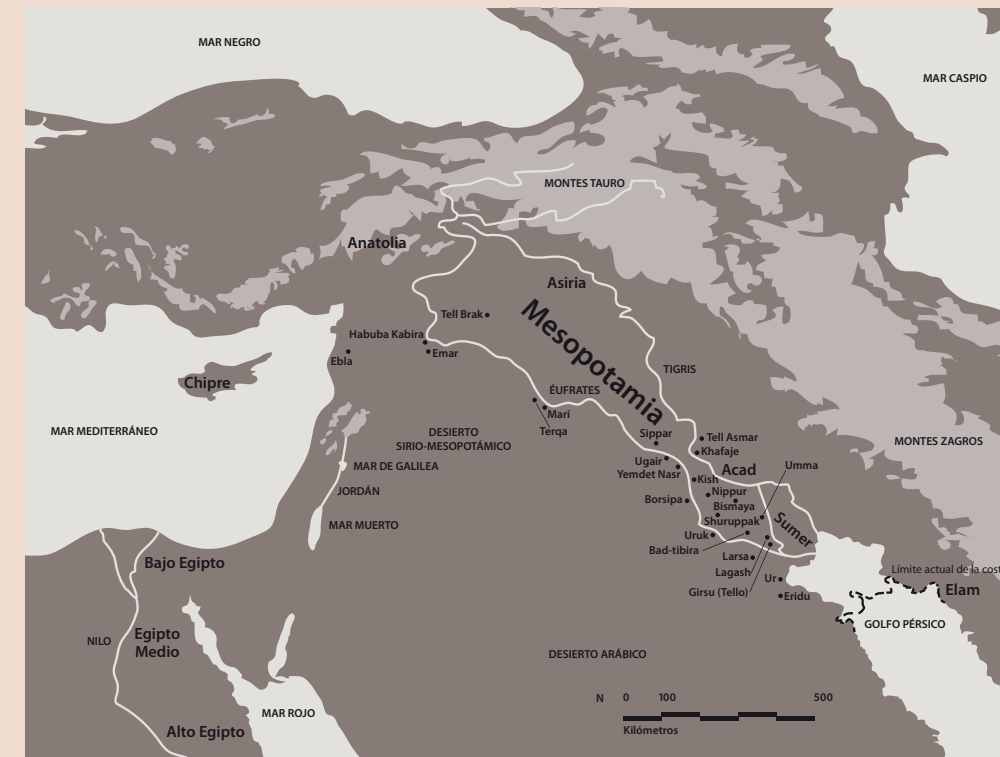 MAR NEGRO
MAR CASPIO
MONTES TAURO
Anatolia
Asiria
Tell Brak
Mesopotamia
Habuba Kabira
Emar
Ebla
TIGRIS
Chipre
ÉUFRATES
Mari
Terqa
MAR MEDITERRÁNEO
DESIERTO
SIRIO-MESOPOTÁMICO
Sippar
Tell Asmar
Khafaje
MONTES ZAGROS
MAR DE GALILEA
Ugair
Yemdet Nasr
Acad
Umma
Kish
JORDÁN
Nippur
Borsipa
Bismaya
Shuruppak
Sumer
MAR MUERTO
Uruk
Bad-tibira
Larsa
Lagash
Bajo Egipto
Límite actual de la cost
Ur
Girsu (Tello)
Eridu
Elam
GOLFO PÉRSICO
NILO
Egipto
Medio
DESIERTO ARÁBICO
MAR ROJO
Alto Egipto
N 0 100 500
Kilómetros